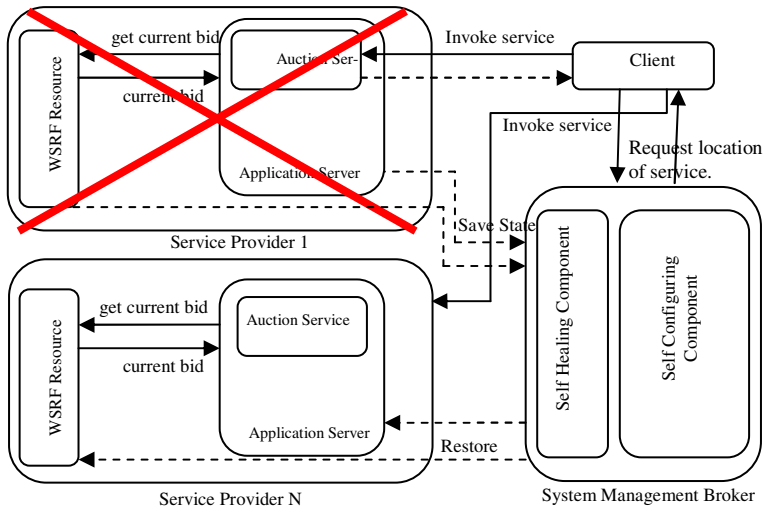 get current bid
Auction Ser-
Invoke service
Client
WSRF Resource
current bid
Invoke service
Request location
of service.
Application Server
Save State
Service Provider 1
Self Healing Component
Self Configuring
Component
get current bid
Auction Service
WSRF Resource
current bid
Application Server
Restore
Service Provider N
System Management Broker